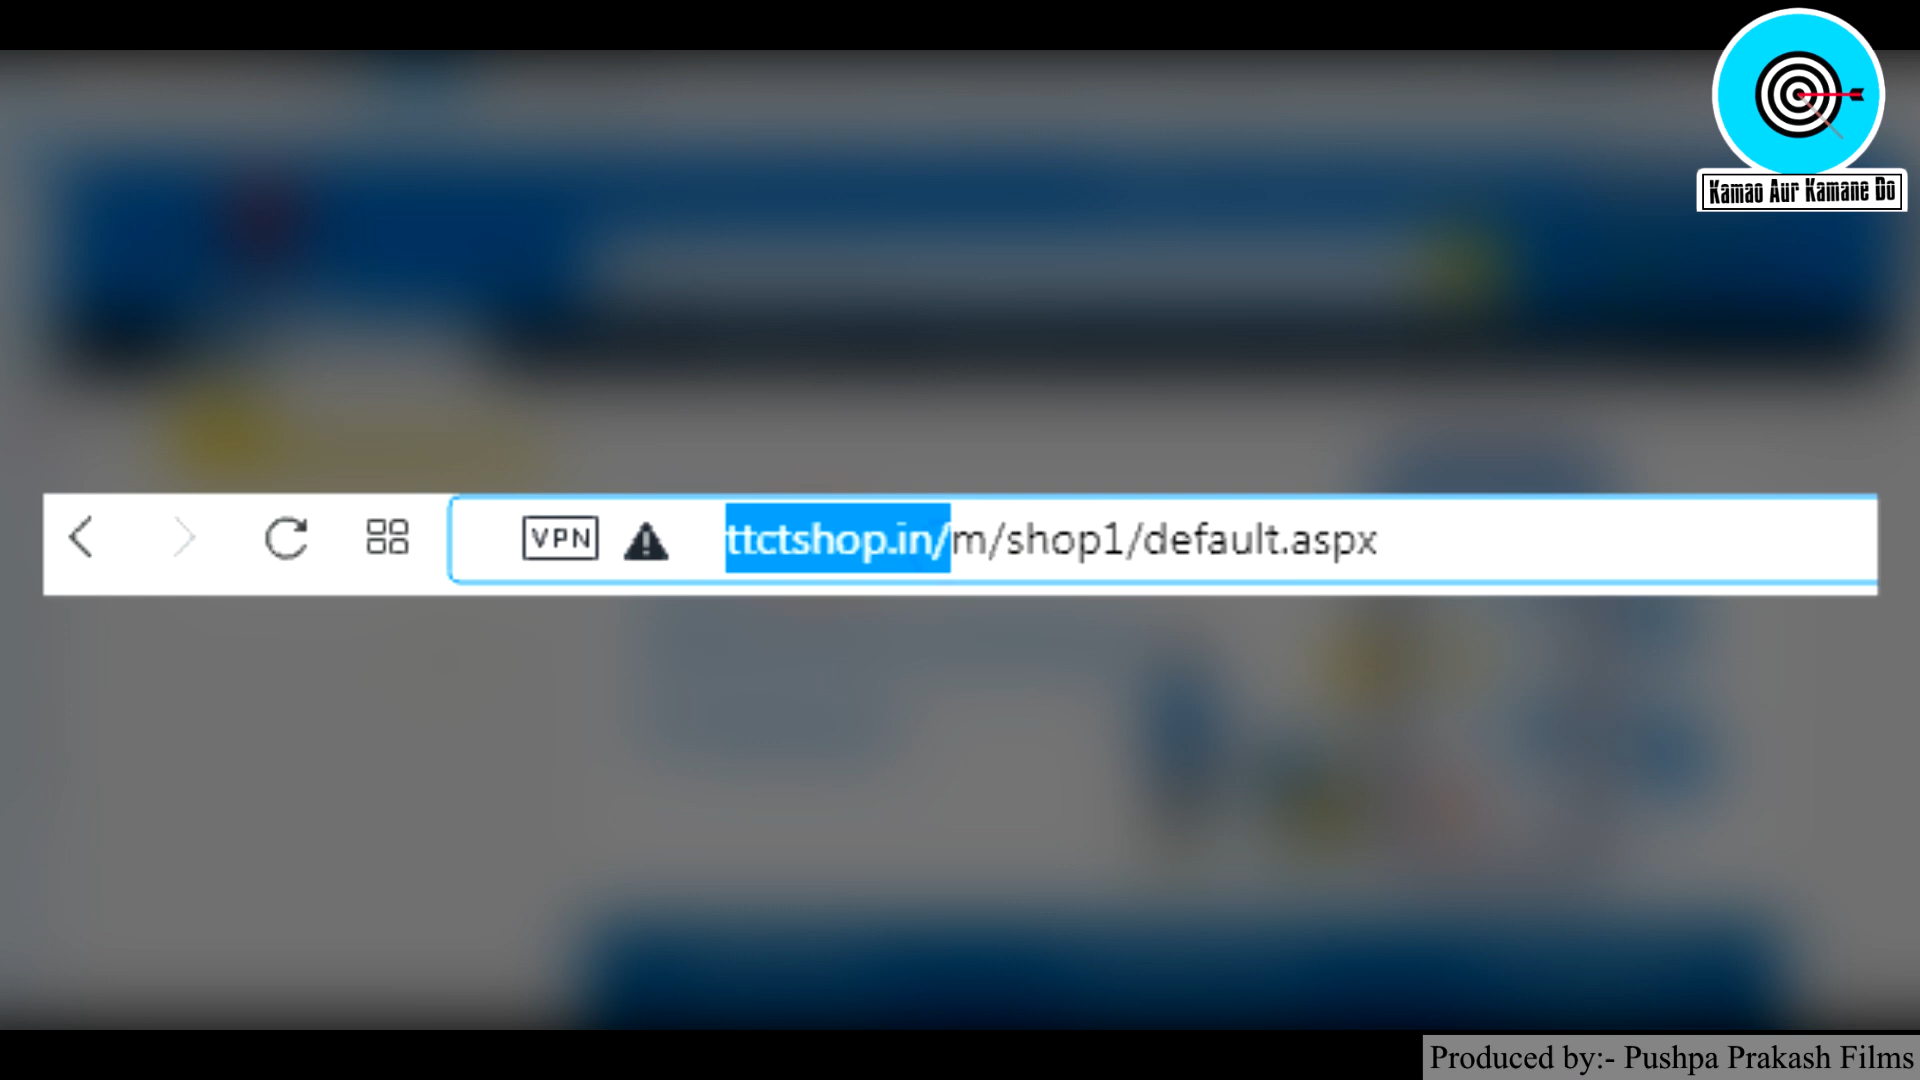 Kamao Aur Kamane Do
VPN ttctshop.in/m/shop1/default.aspx
Produced by:- Pushpa Prakash Films